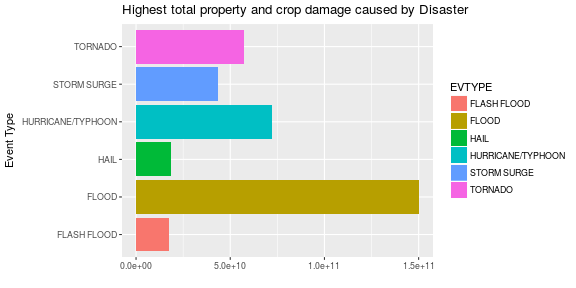 Highest total property and crop damage caused by Disaster
Event Type
TORNADO
STORM SURGE
HURRICANE/TYPHOON
HAIL
FLOOD
FLASH FLOOD
0.0e+00 5.0e+10 1.0e+11 1.5e+11
EVTYPE
FLASH FLOOD
FLOOD
HAIL
HURRICANE/TYPHOON
STORM SURGE
TORNADO